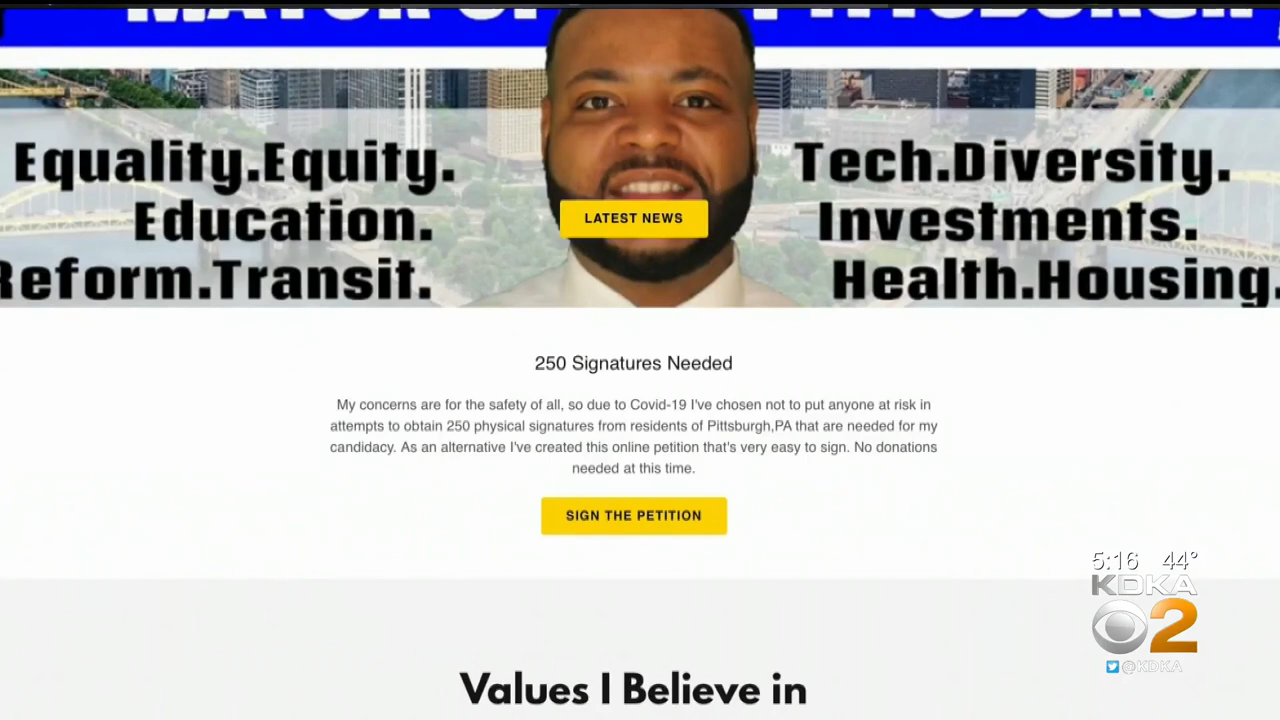 MAYOR OF PITTSBURGH
Equality.Equity.
Education.
Reform.Transit.
Tech.Diversity.
Investments.
Health.Housing.
LATEST NEWS
250 Signatures Needed
My concerns are for the safety of all, so due to Covid-19 I've chosen not to put anyone at risk in
attempts to obtain 250 physical signatures from residents of Pittsburgh,PA that are needed for my
candidacy. As an alternative I've created this online petition that's very easy to sign. No donations
needed at this time.
SIGN THE PETITION
5:16 44°
KDKA
2
@KDKA
Values I Believe in